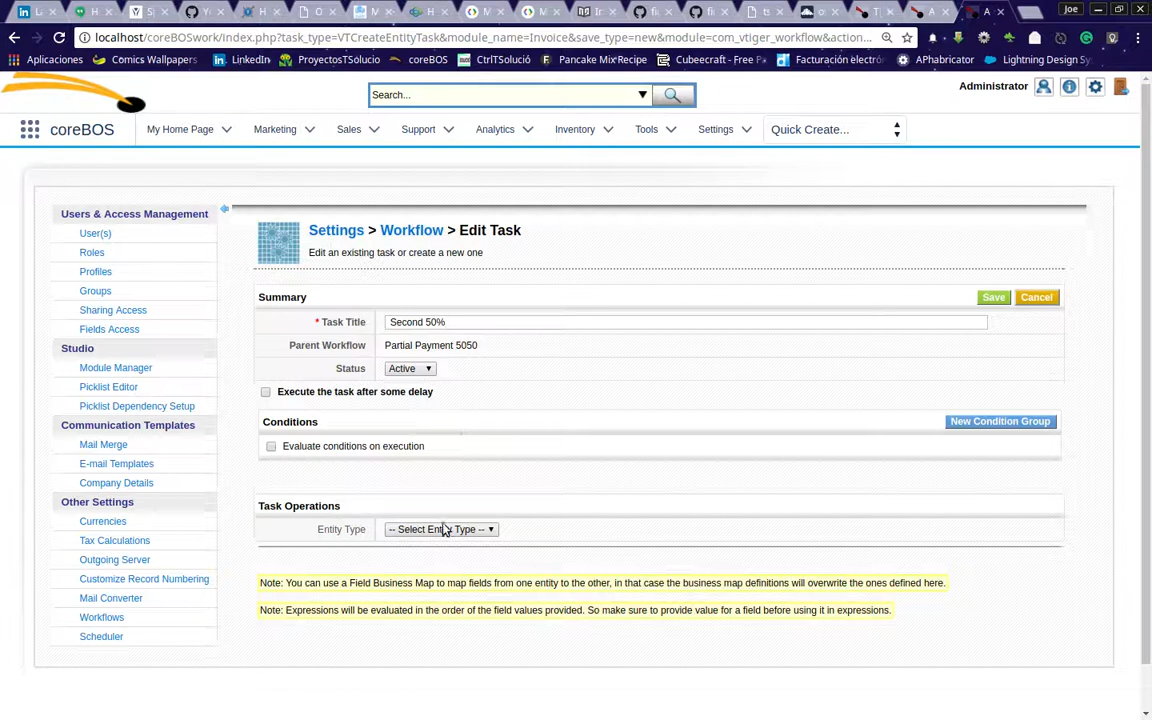 Joe
localhost/coreBOSwork/index.php?task_type=VTCreateEntityTask&module_name=Invoice&save_type=new&module=com_vtiger_workflow&action...
Aplicaciones Comics Wallpapers LinkedIn ProyectosTSolucio coreBOS CtrlTSolució Pancake Mix Recipe Cubeecraft - Free Pa Facturación electrón APhabricator Lightning Design Sys
Administrator
Search...
coreBOS My Home Page Marketing Sales Support Analytics Inventory Tools Settings Quick Create...
Users & Access Management
User(s)
Roles
Profiles
Groups
Sharing Access
Fields Access
Studio
Module Manager
Picklist Editor
Picklist Dependency Setup
Communication Templates
Mail Merge
E-mail Templates
Company Details
Other Settings
Currencies
Tax Calculations
Outgoing Server
Customize Record Numbering
Mail Converter
Workflows
Scheduler
Settings > Workflow > Edit Task
Edit an existing task or create a new one
Summary Save Cancel
* Task Title Second 50%
Parent Workflow Partial Payment 5050
Status Active
Execute the task after some delay
Conditions New Condition Group
Evaluate conditions on execution
Task Operations
Entity Type -- Select Entity Type --
Note: You can use a Field Business Map to map fields from one entity to the other, in that case the business map definitions will overwrite the ones defined here.
Note: Expressions will be evaluated in the order of the field values provided. So make sure to provide value for a field before using it in expressions.